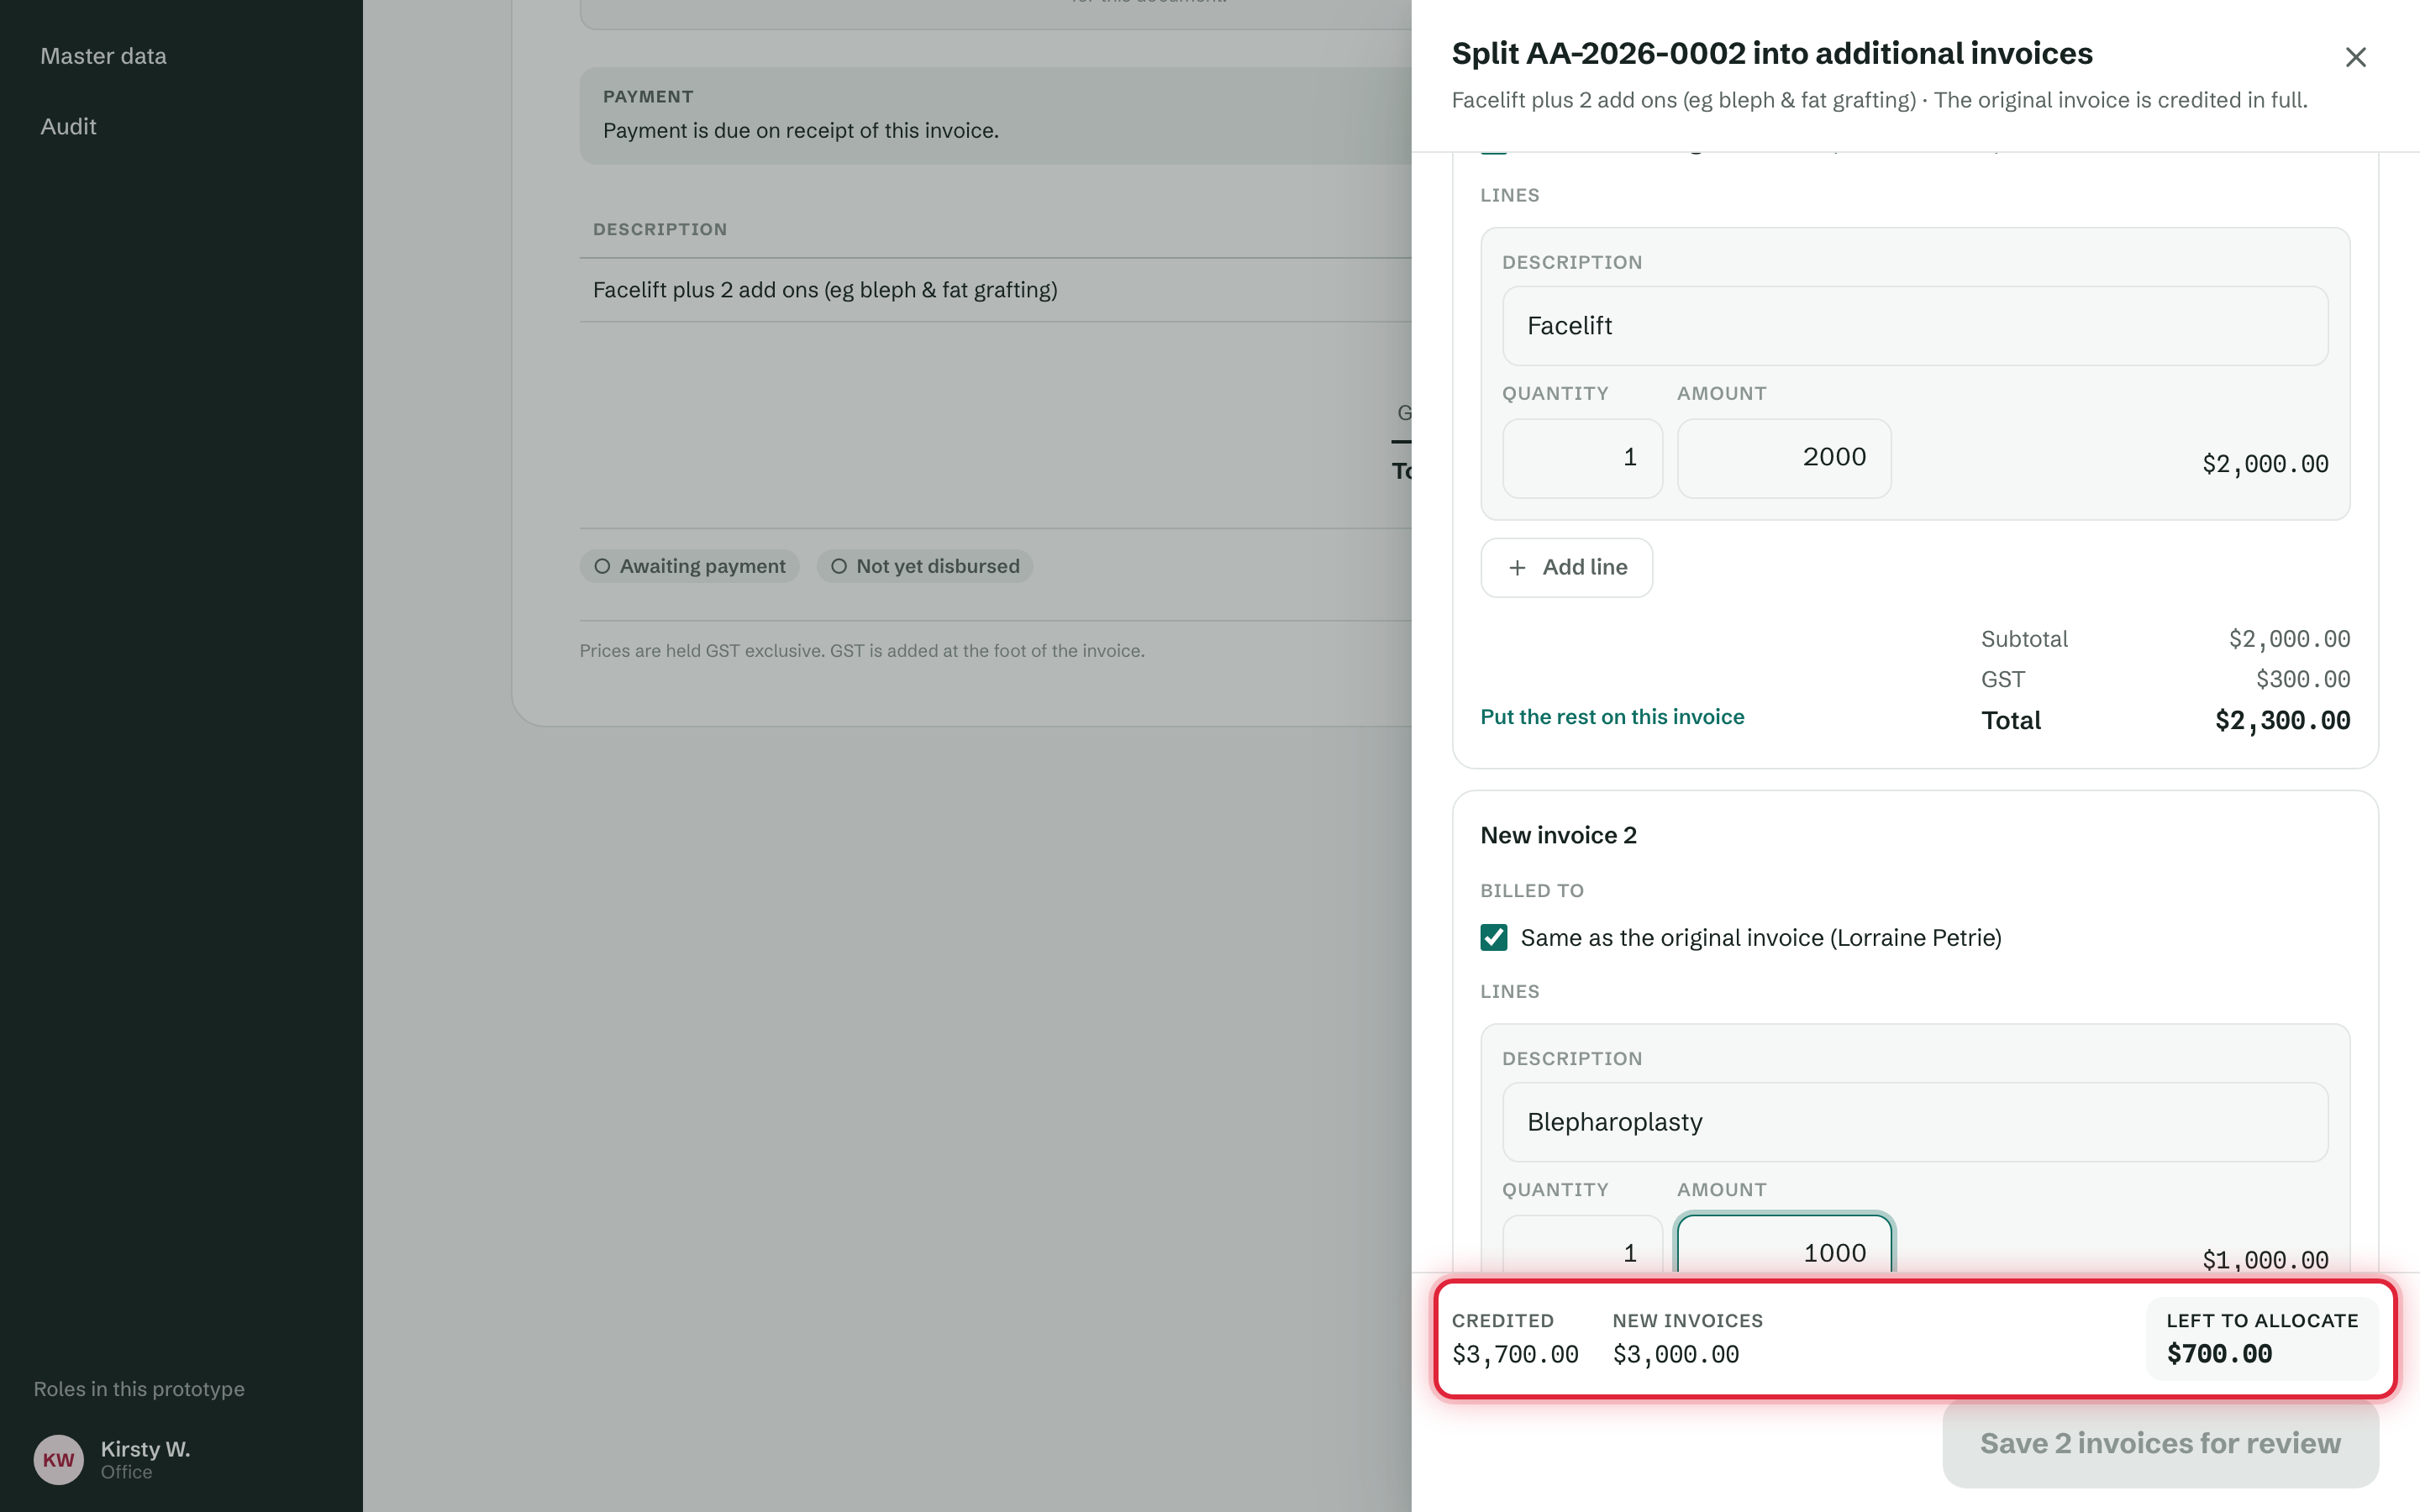 Master data
Audit
for this document.
PAYMENT
Payment is due on receipt of this invoice.
DESCRIPTION
Facelift plus 2 add ons (eg bleph & fat grafting)
Awaiting payment
Not yet disbursed
Prices are held GST exclusive. GST is added at the foot of the invoice.
Roles in this prototype
KW
Kirsty W.
Office
Split AA-2026-0002 into additional invoices
Facelift plus 2 add ons (eg bleph & fat grafting) · The original invoice is credited in full.
LINES
DESCRIPTION
Facelift
QUANTITY AMOUNT
1 2000 $2,000.00
+ Add line
Subtotal $2,000.00
GST $300.00
Put the rest on this invoice
Total $2,300.00
New invoice 2
BILLED TO
Same as the original invoice (Lorraine Petrie)
LINES
DESCRIPTION
Blepharoplasty
QUANTITY AMOUNT
1 1000 $1,000.00
CREDITED NEW INVOICES LEFT TO ALLOCATE
$3,700.00 $3,000.00 $700.00
Save 2 invoices for review